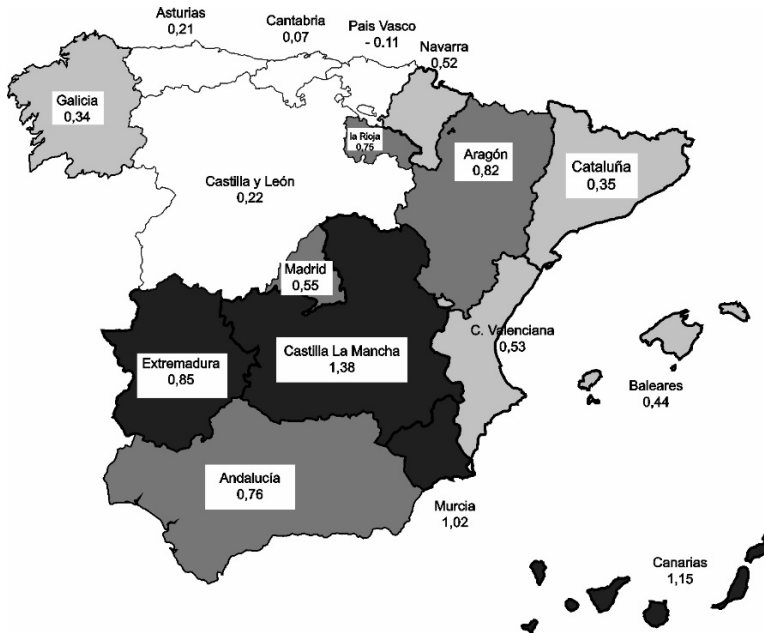 Asturias
0,21
Cantabria
0,07
Pais Vasco
- 0.11
Navarra
0,52
Galicia
0,34
la Rioja
0,75
Aragón
0,82
Cataluña
0,35
Castilla y León
0,22
Madrid
0,55
C. Valenciana
0,53
Extremadura
0,85
Castilla La Mancha
1,38
Baleares
0,44
Andalucía
0,76
Murcia
1,02
Canarias
1,15